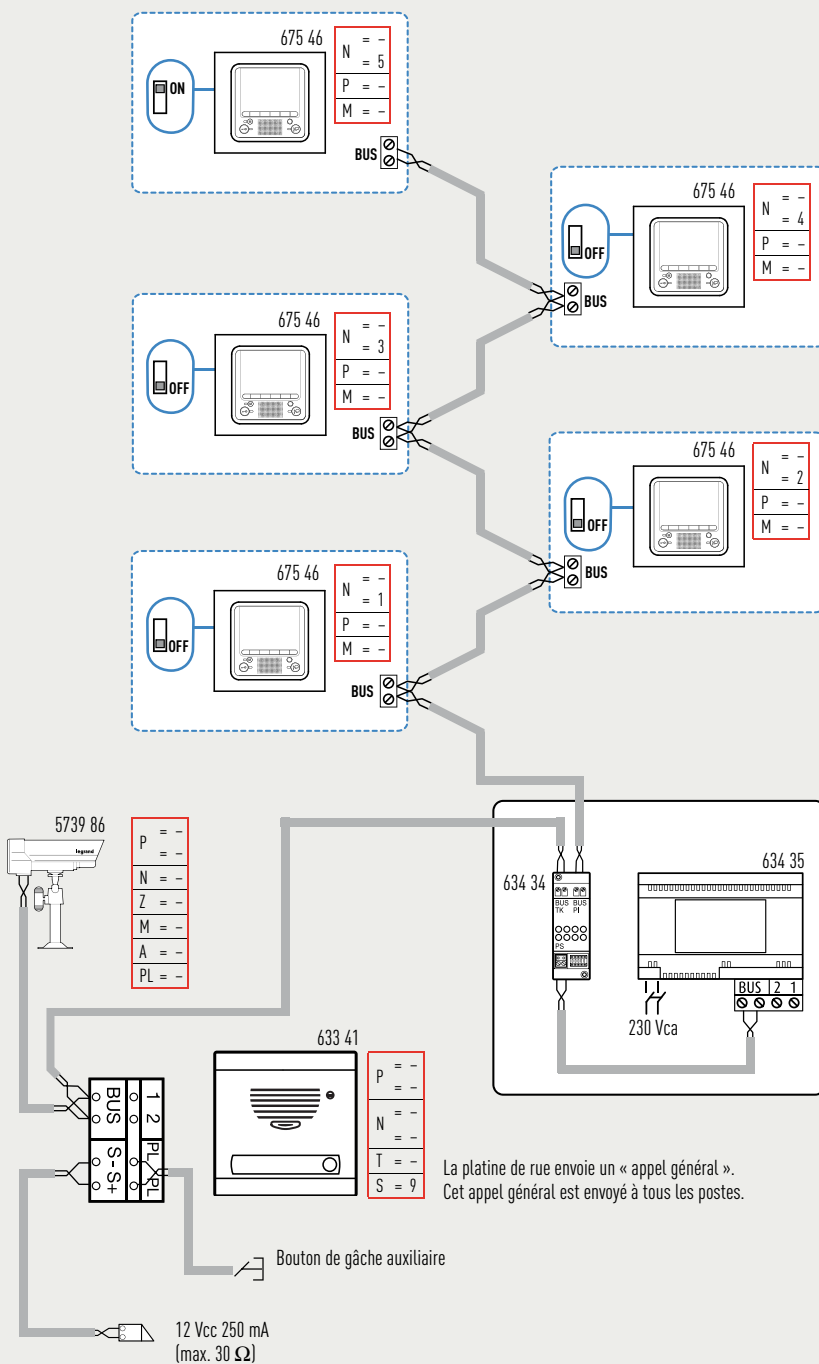 675 46
N = –
= 5
P = –
M = –
ON
BUS
675 46
N = –
= 4
P = –
M = –
OFF
BUS
675 46
N = –
= 3
P = –
M = –
OFF
BUS
675 46
N = –
= 2
P = –
M = –
OFF
BUS
675 46
N = –
= 1
P = –
M = –
OFF
BUS
5739 86
legrand
P = –
= –
N = –
Z = –
M = –
A = –
PL = –
634 34
BUS TK
BUS PI
PS
634 35
BUS 2 1
230 Vca
633 41
P = –
= –
N = –
= –
T = –
S = 9
BUS 1 2
S- S+ PL PL
La platine de rue envoie un « appel général ».
Cet appel général est envoyé à tous les postes.
Bouton de gâche auxiliaire
12 Vcc 250 mA
(max. 30 Ω)